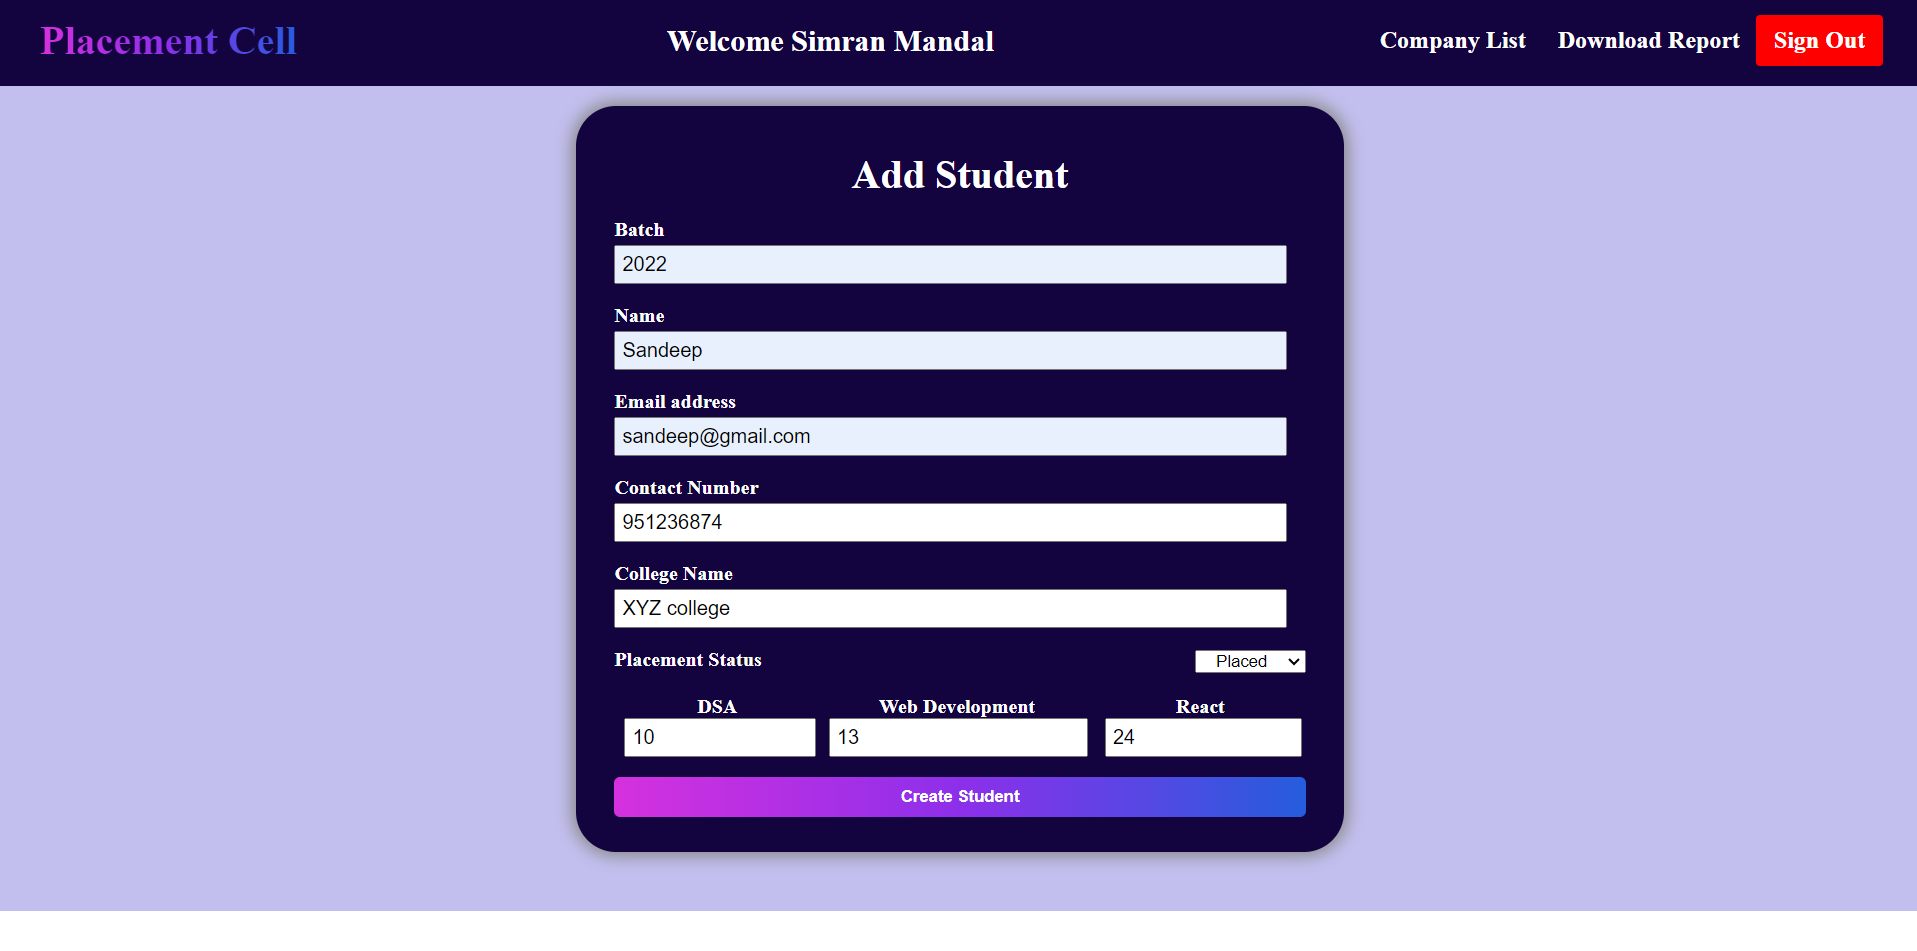 Placement Cell
Welcome Simran Mandal
Company List
Download Report
Sign Out
Add Student
Batch
2022
Name
Sandeep
Email address
sandeep@gmail.com
Contact Number
951236874
College Name
XYZ college
Placement Status
Placed
DSA Web Development React
10 13 24
Create Student